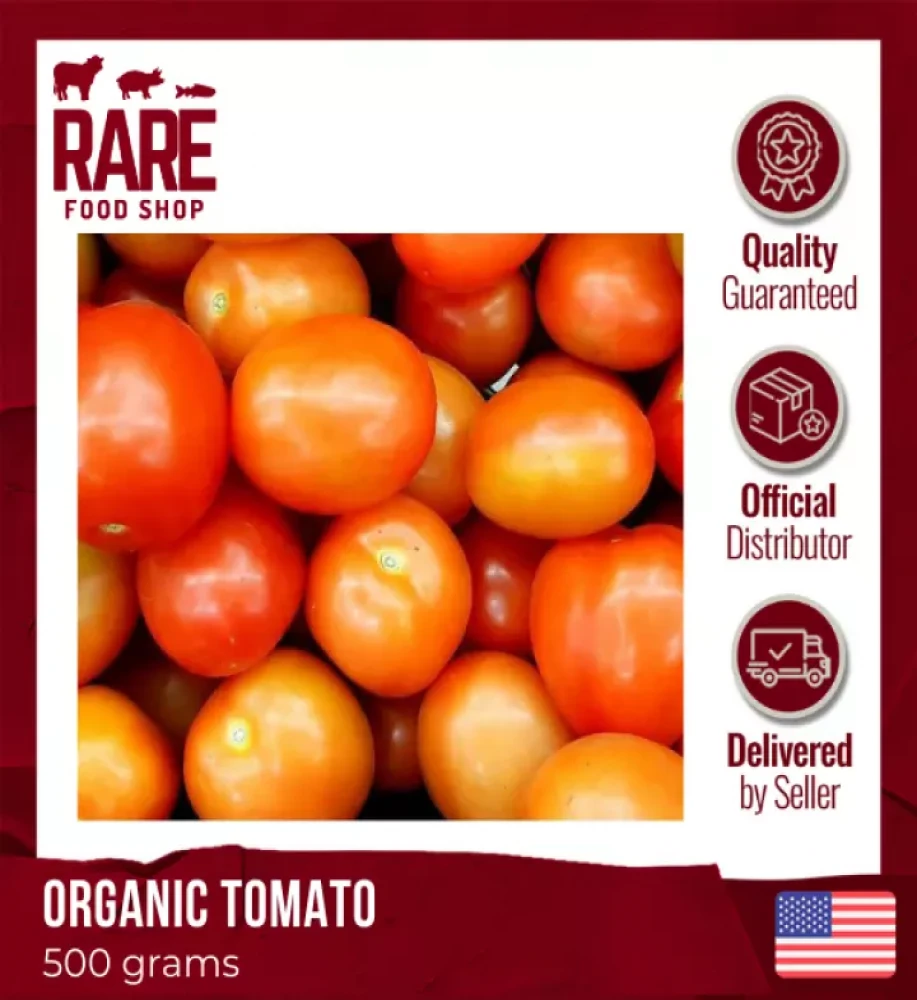 RARE
FOOD SHOP
Quality
Guaranteed
Official
Distributor
Delivered
by Seller
ORGANIC TOMATO
500 grams